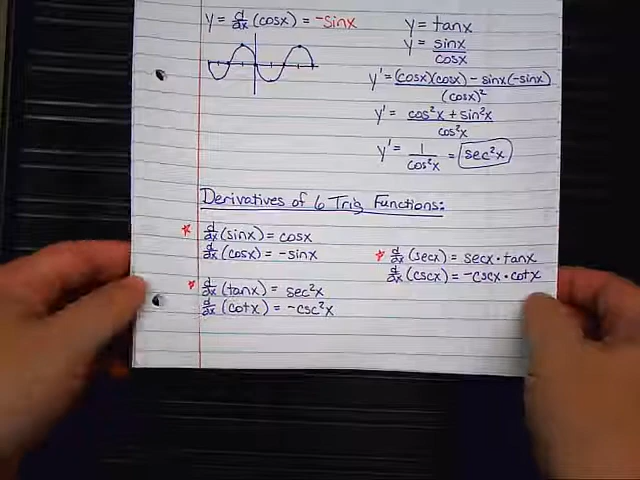 y = d/dx (cosx) = -sinx
y = tanx
y = sinx/cosx
y' = (cosx)(cosx) - sinx(-sinx)/(cosx)²
y' = cos²x + sin²x/cos²x
y' = 1/cos²x = sec²x
Derivatives of 6 Trig Functions:
* d/dx (sinx) = cosx
d/dx (cosx) = -sinx
* d/dx (secx) = secx·tanx
d/dx (cscx) = -cscx·cotx
* d/dx (tanx) = sec²x
d/dx (cotx) = -csc²x